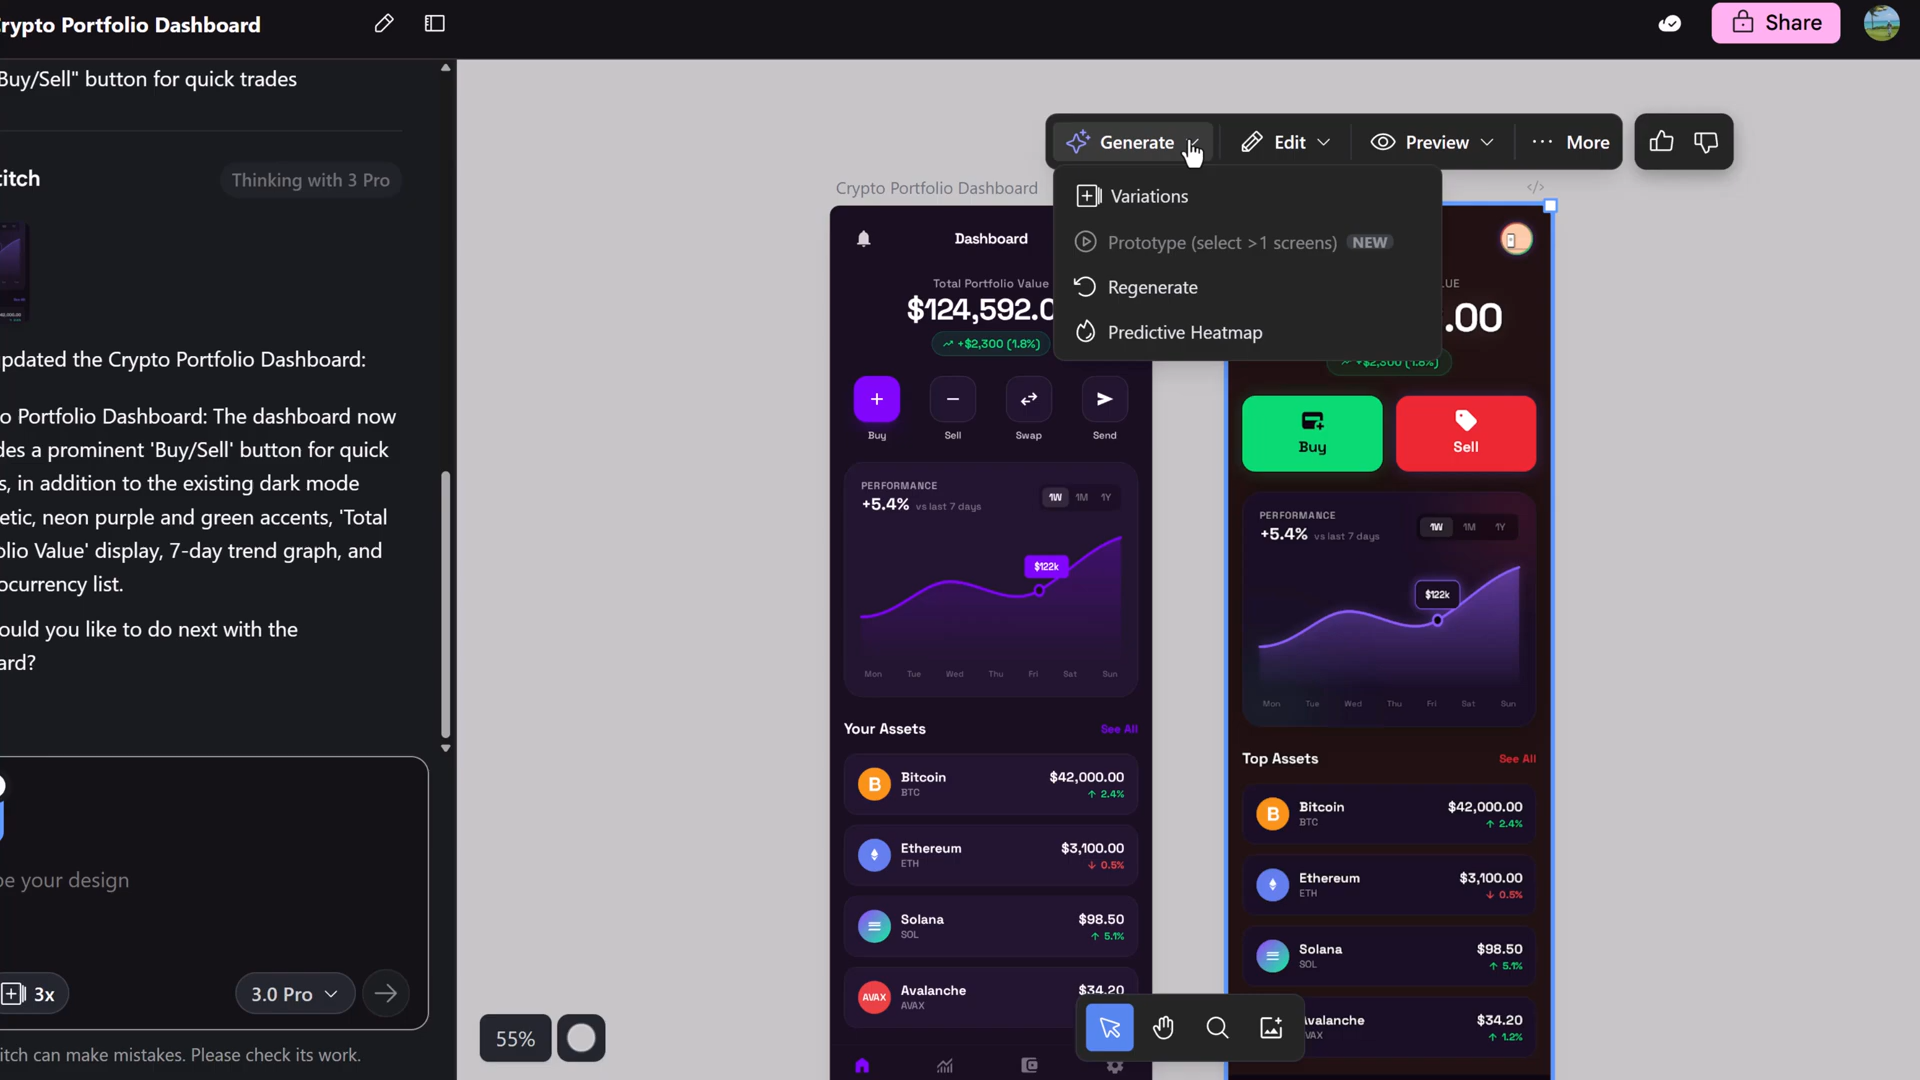 rypto Portfolio Dashboard
Share
Buy/Sell" button for quick trades
titch
Thinking with 3 Pro
pdated the Crypto Portfolio Dashboard:
o Portfolio Dashboard: The dashboard now
des a prominent 'Buy/Sell' button for quick
s, in addition to the existing dark mode
etic, neon purple and green accents, 'Total
olio Value' display, 7-day trend graph, and
ocurrency list.
ould you like to do next with the
ard?
be your design
3x
3.0 Pro
titch can make mistakes. Please check its work.
55%
Generate
Edit
Preview
More
Variations
Prototype (select >1 screens) NEW
Regenerate
Predictive Heatmap
Crypto Portfolio Dashboard
</>
Dashboard
Total Portfolio Value
$124,592.0
+$2,300 (1.8%)
Buy
Sell
Swap
Send
PERFORMANCE
+5.4% vs last 7 days
1W 1M 1Y
$122k
Mon Tue Wed Thu Fri Sat Sun
Your Assets
See All
Bitcoin
BTC
$42,000.00
↑ 2.4%
Ethereum
ETH
$3,100.00
↓ 0.5%
Solana
SOL
$98.50
↑ 5.1%
AVAX
Avalanche
AVAX
$34.20
LUE
.00
+$2,300 (1.8%)
Buy
Sell
PERFORMANCE
+5.4% vs last 7 days
1W 1M 1Y
$122k
Mon Tue Wed Thu Fri Sat Sun
Top Assets
See All
Bitcoin
BTC
$42,000.00
↑ 2.4%
Ethereum
ETH
$3,100.00
↓ 0.5%
Solana
SOL
$98.50
↑ 5.1%
valanche
VAX
$34.20
↑ 1.2%